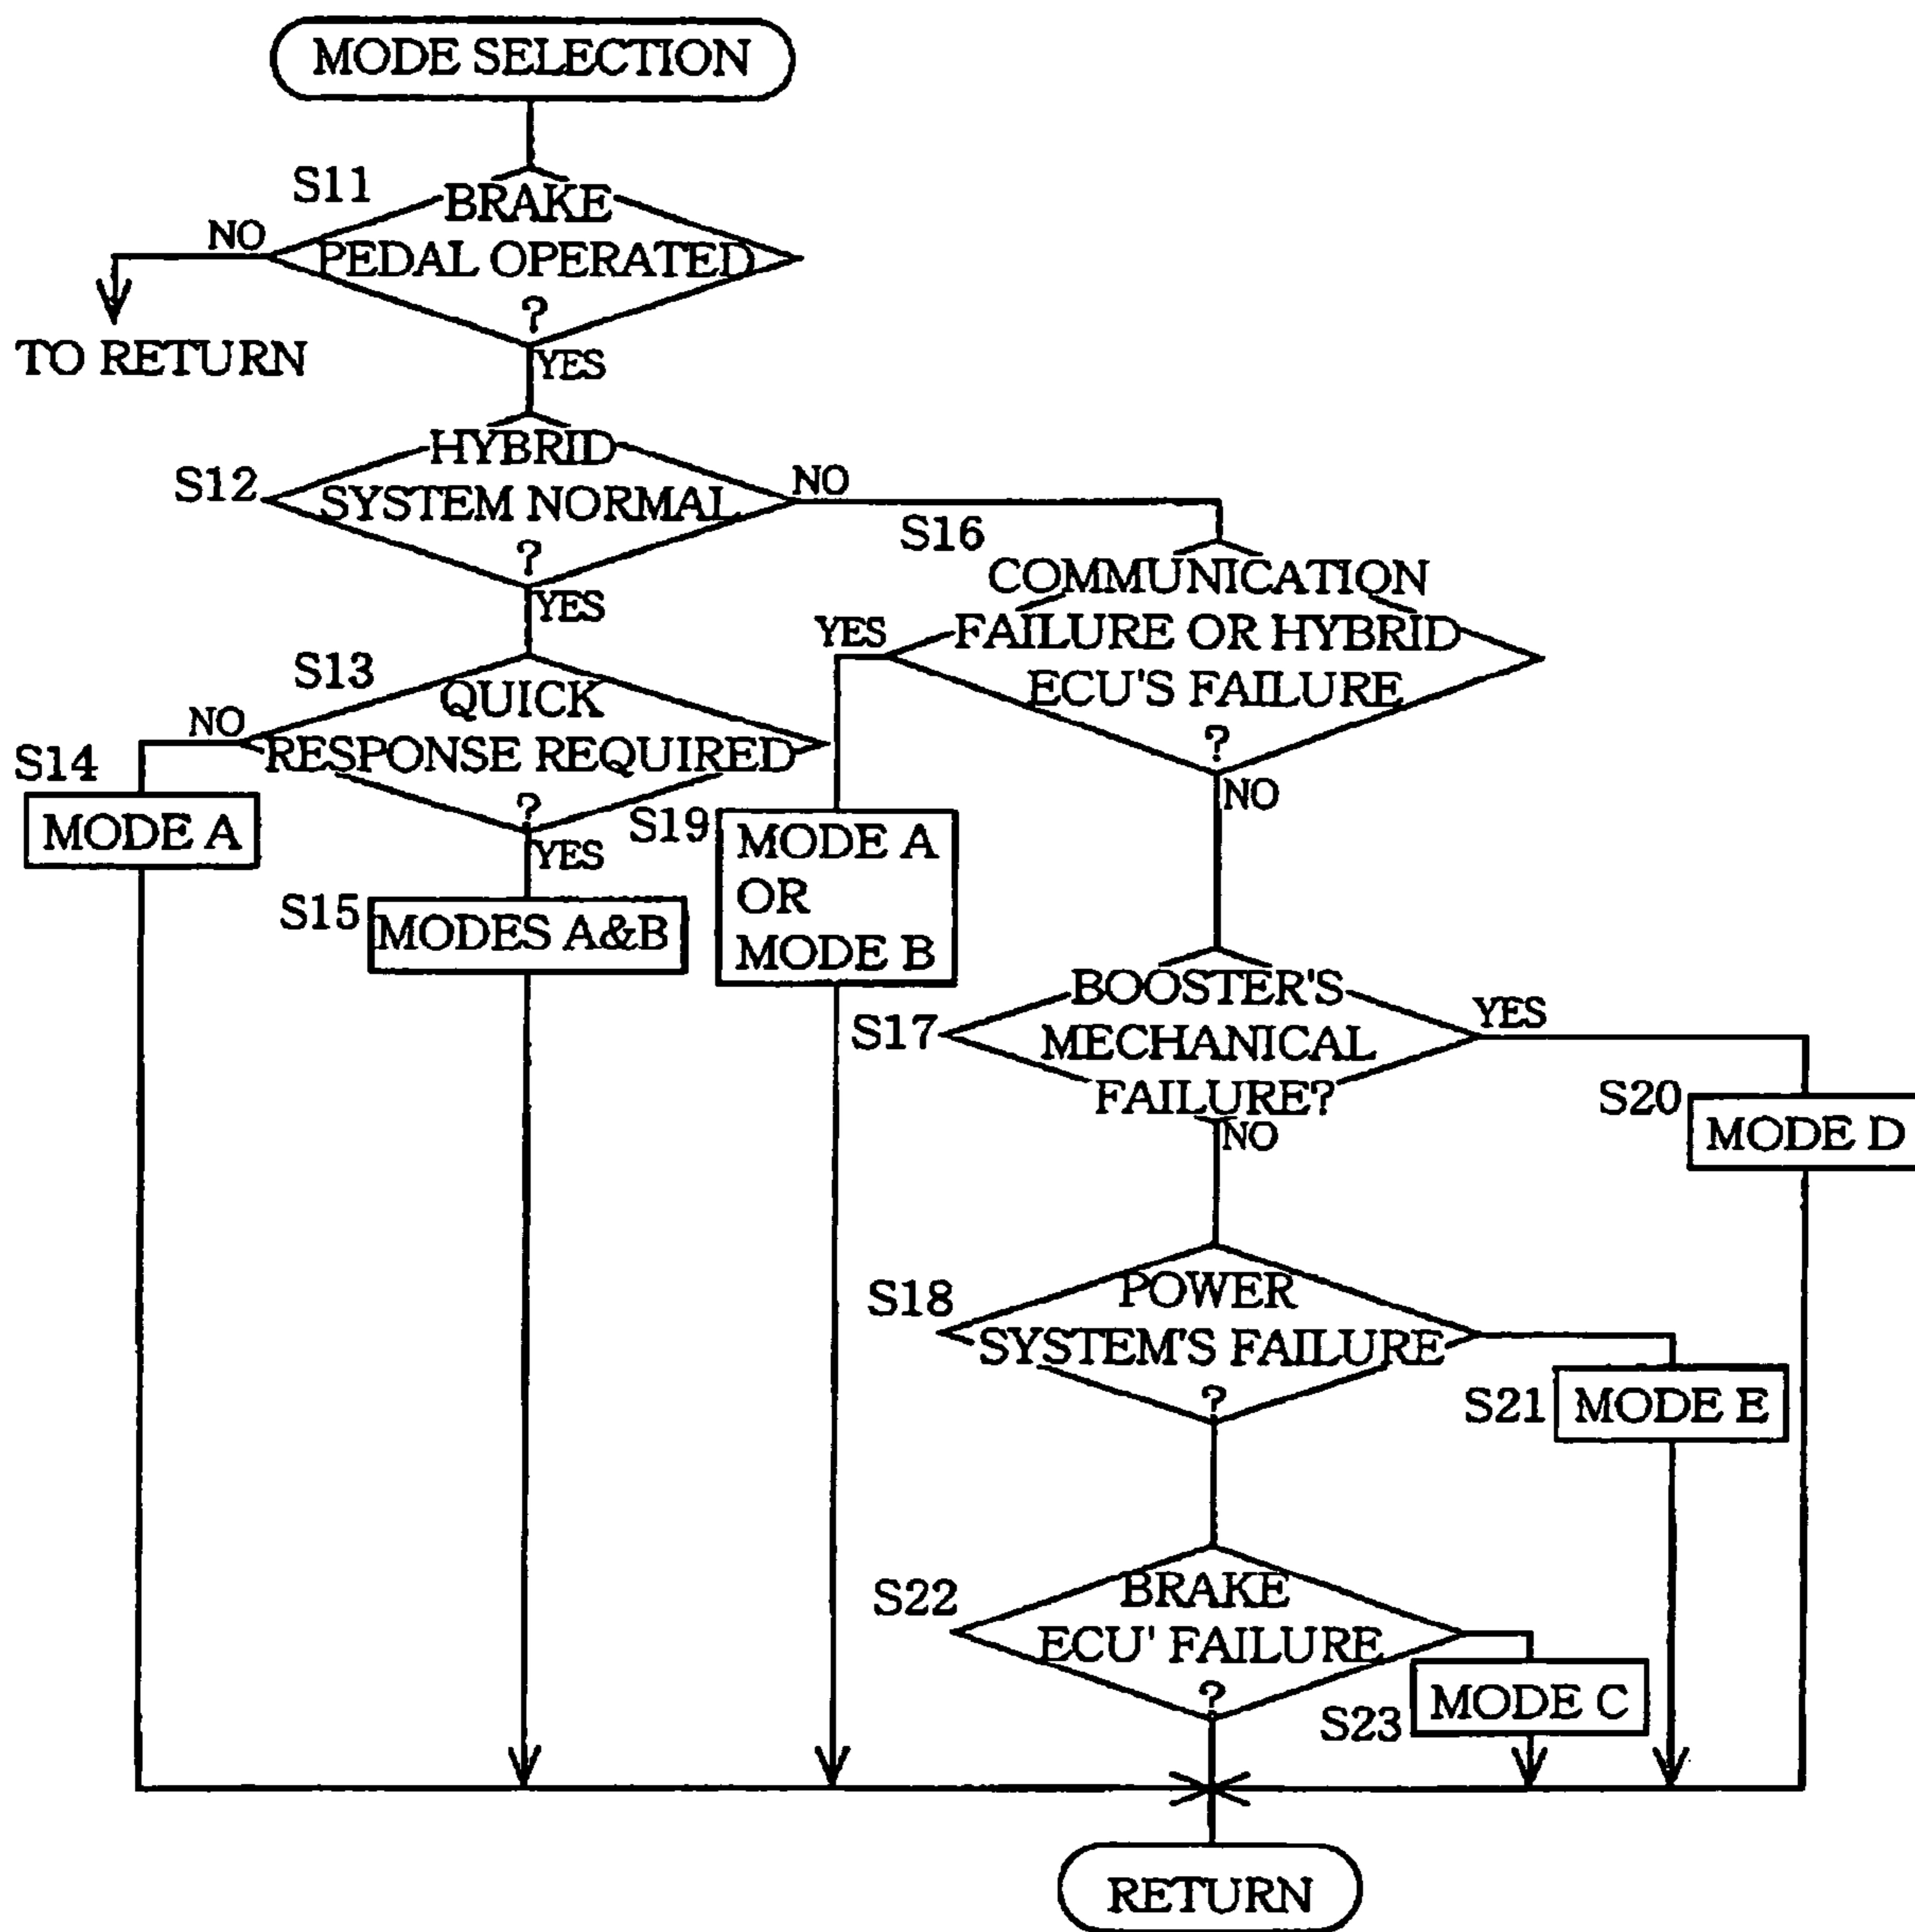 MODE SELECTION
S11
BRAKE
PEDAL OPERATED
?
NO
TO RETURN
YES
S12
HYBRID
SYSTEM NORMAL
?
NO
YES
S16
COMMUNICATION
FAILURE OR HYBRID
ECU'S FAILURE
?
YES
NO
S13
QUICK
RESPONSE REQUIRED
?
NO
YES
S14
MODE A
S15
MODES A&B
S19
MODE A
OR
MODE B
S17
BOOSTER'S
MECHANICAL
FAILURE?
YES
NO
S20
MODE D
S18
POWER
SYSTEM'S FAILURE
?
S21
MODE E
S22
BRAKE
ECU' FAILURE
?
S23
MODE C
RETURN